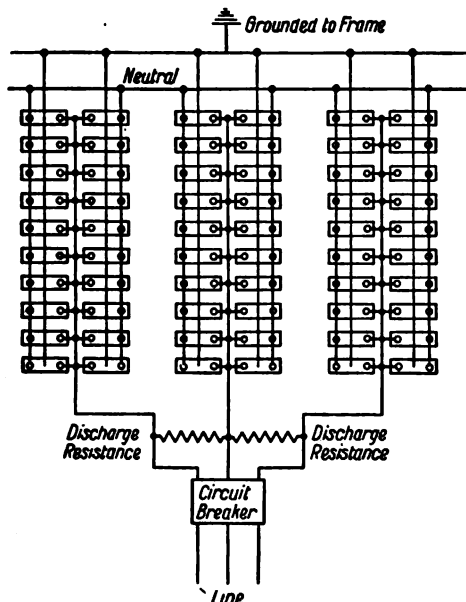 Grounded to Frame
Neutral
Discharge
Resistance
Discharge
Resistance
Circuit
Breaker
Line